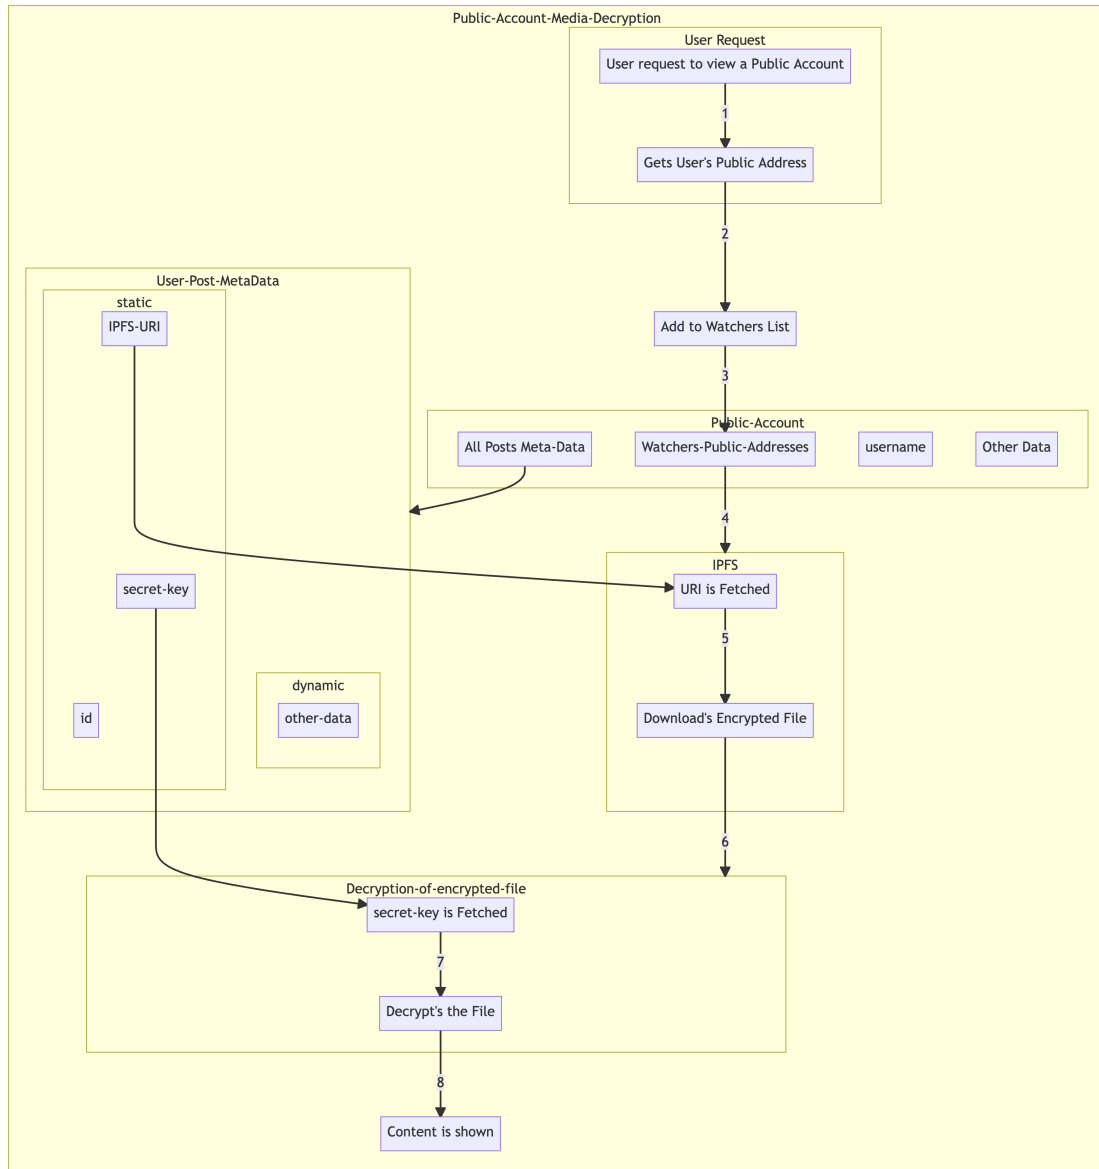 Public-Account-Media-Decryption
User Request
User request to view a Public Account
1
Gets User's Public Address
2
User-Post-MetaData
static
IPFS-URI
Add to Watchers List
3
Public-Account
All Posts Meta-Data
Watchers-Public-Addresses
username
Other Data
4
IPFS
URI is Fetched
secret-key
5
dynamic
id
other-data
Download's Encrypted File
6
Decryption-of-encrypted-file
secret-key is Fetched
7
Decrypt's the File
8
Content is shown